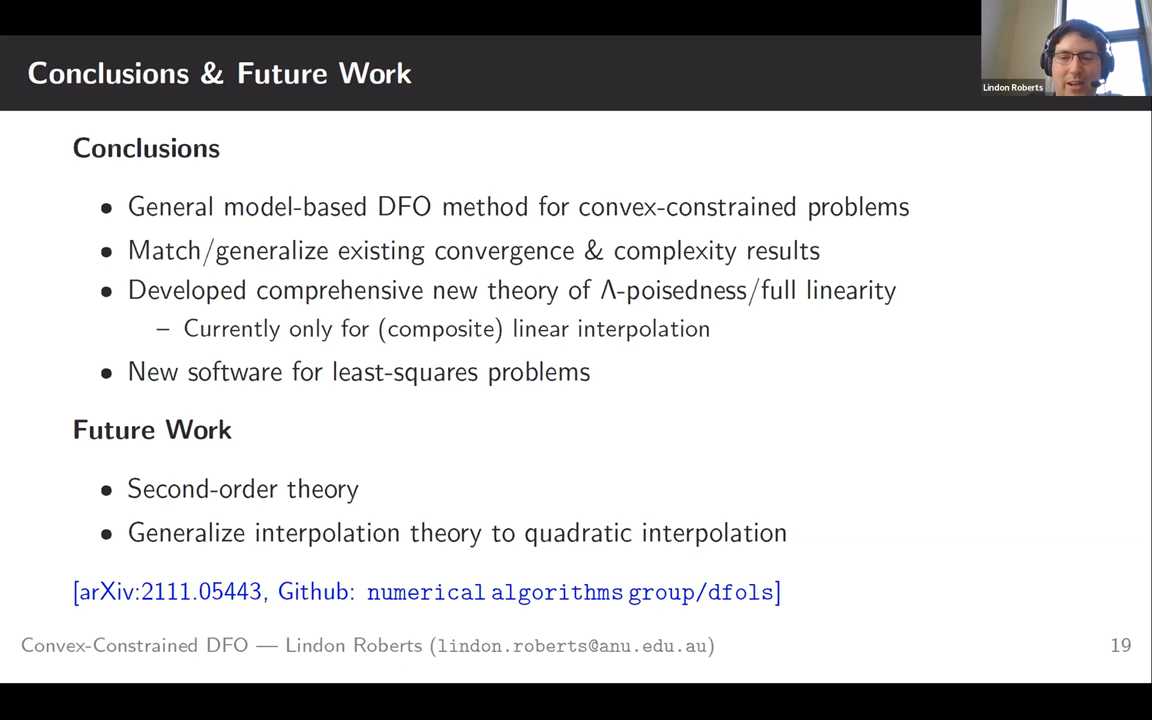 Conclusions & Future Work
Lindon Roberts
Conclusions
• General model-based DFO method for convex-constrained problems
• Match/generalize existing convergence & complexity results
• Developed comprehensive new theory of Λ-poisedness/full linearity
– Currently only for (composite) linear interpolation
• New software for least-squares problems
Future Work
• Second-order theory
• Generalize interpolation theory to quadratic interpolation
[arXiv:2111.05443, Github: numericalalgorithmsgroup/dfols]
Convex-Constrained DFO — Lindon Roberts (lindon.roberts@anu.edu.au)
19